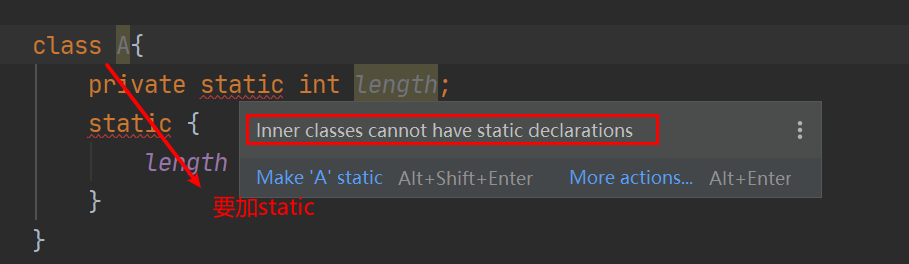 class A{
private static int length;
static {
Inner classes cannot have static declarations
length
Make 'A' static Alt+Shift+Enter More actions... Alt+Enter
}
要加static
}